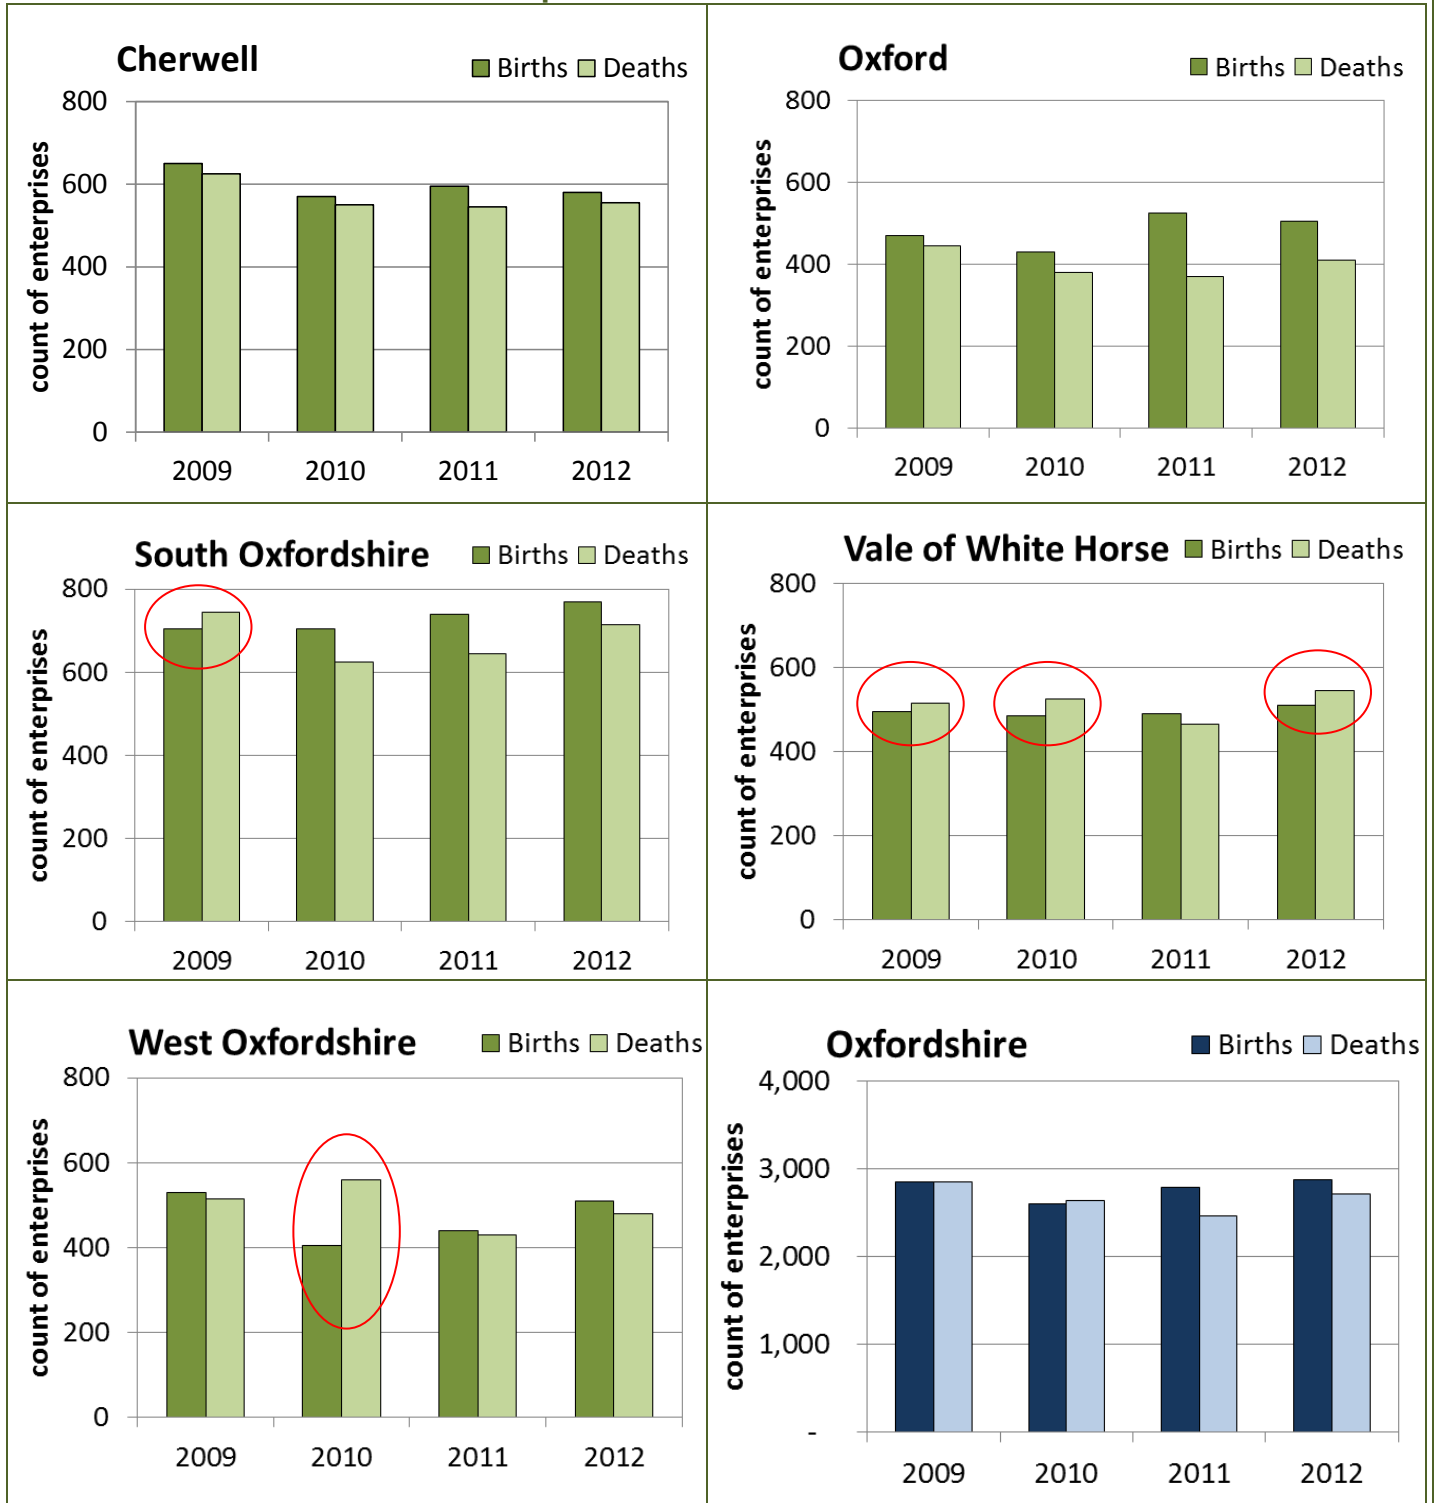 Cherwell
Births Deaths
count of enterprises
800
600
400
200
0
2009 2010 2011 2012
Oxford
Births Deaths
count of enterprises
800
600
400
200
0
2009 2010 2011 2012
South Oxfordshire
Births Deaths
count of enterprises
800
600
400
200
0
2009 2010 2011 2012
Vale of White Horse
Births Deaths
count of enterprises
800
600
400
200
0
2009 2010 2011 2012
West Oxfordshire
Births Deaths
count of enterprises
800
600
400
200
0
2009 2010 2011 2012
Oxfordshire
Births Deaths
count of enterprises
4,000
3,000
2,000
1,000
-
2009 2010 2011 2012